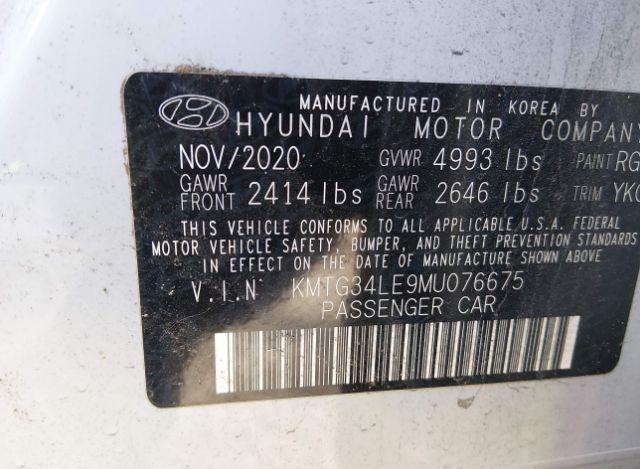 MANUFACTURED IN KOREA BY
HYUNDAI MOTOR COMPANY
NOV/2020 GVWR 4993 lbs PAINT RG
GAWR FRONT 2414 lbs GAWR REAR 2646 lbs TRIM YK
THIS VEHICLE CONFORMS TO ALL APPLICABLE U.S.A. FEDERAL
MOTOR VEHICLE SAFETY, BUMPER, AND THEFT PREVENTION STANDARDS
IN EFFECT ON THE DATE OF MANUFACTURE SHOWN ABOVE.
V.I.N KMTG34LE9MU076675
PASSENGER CAR